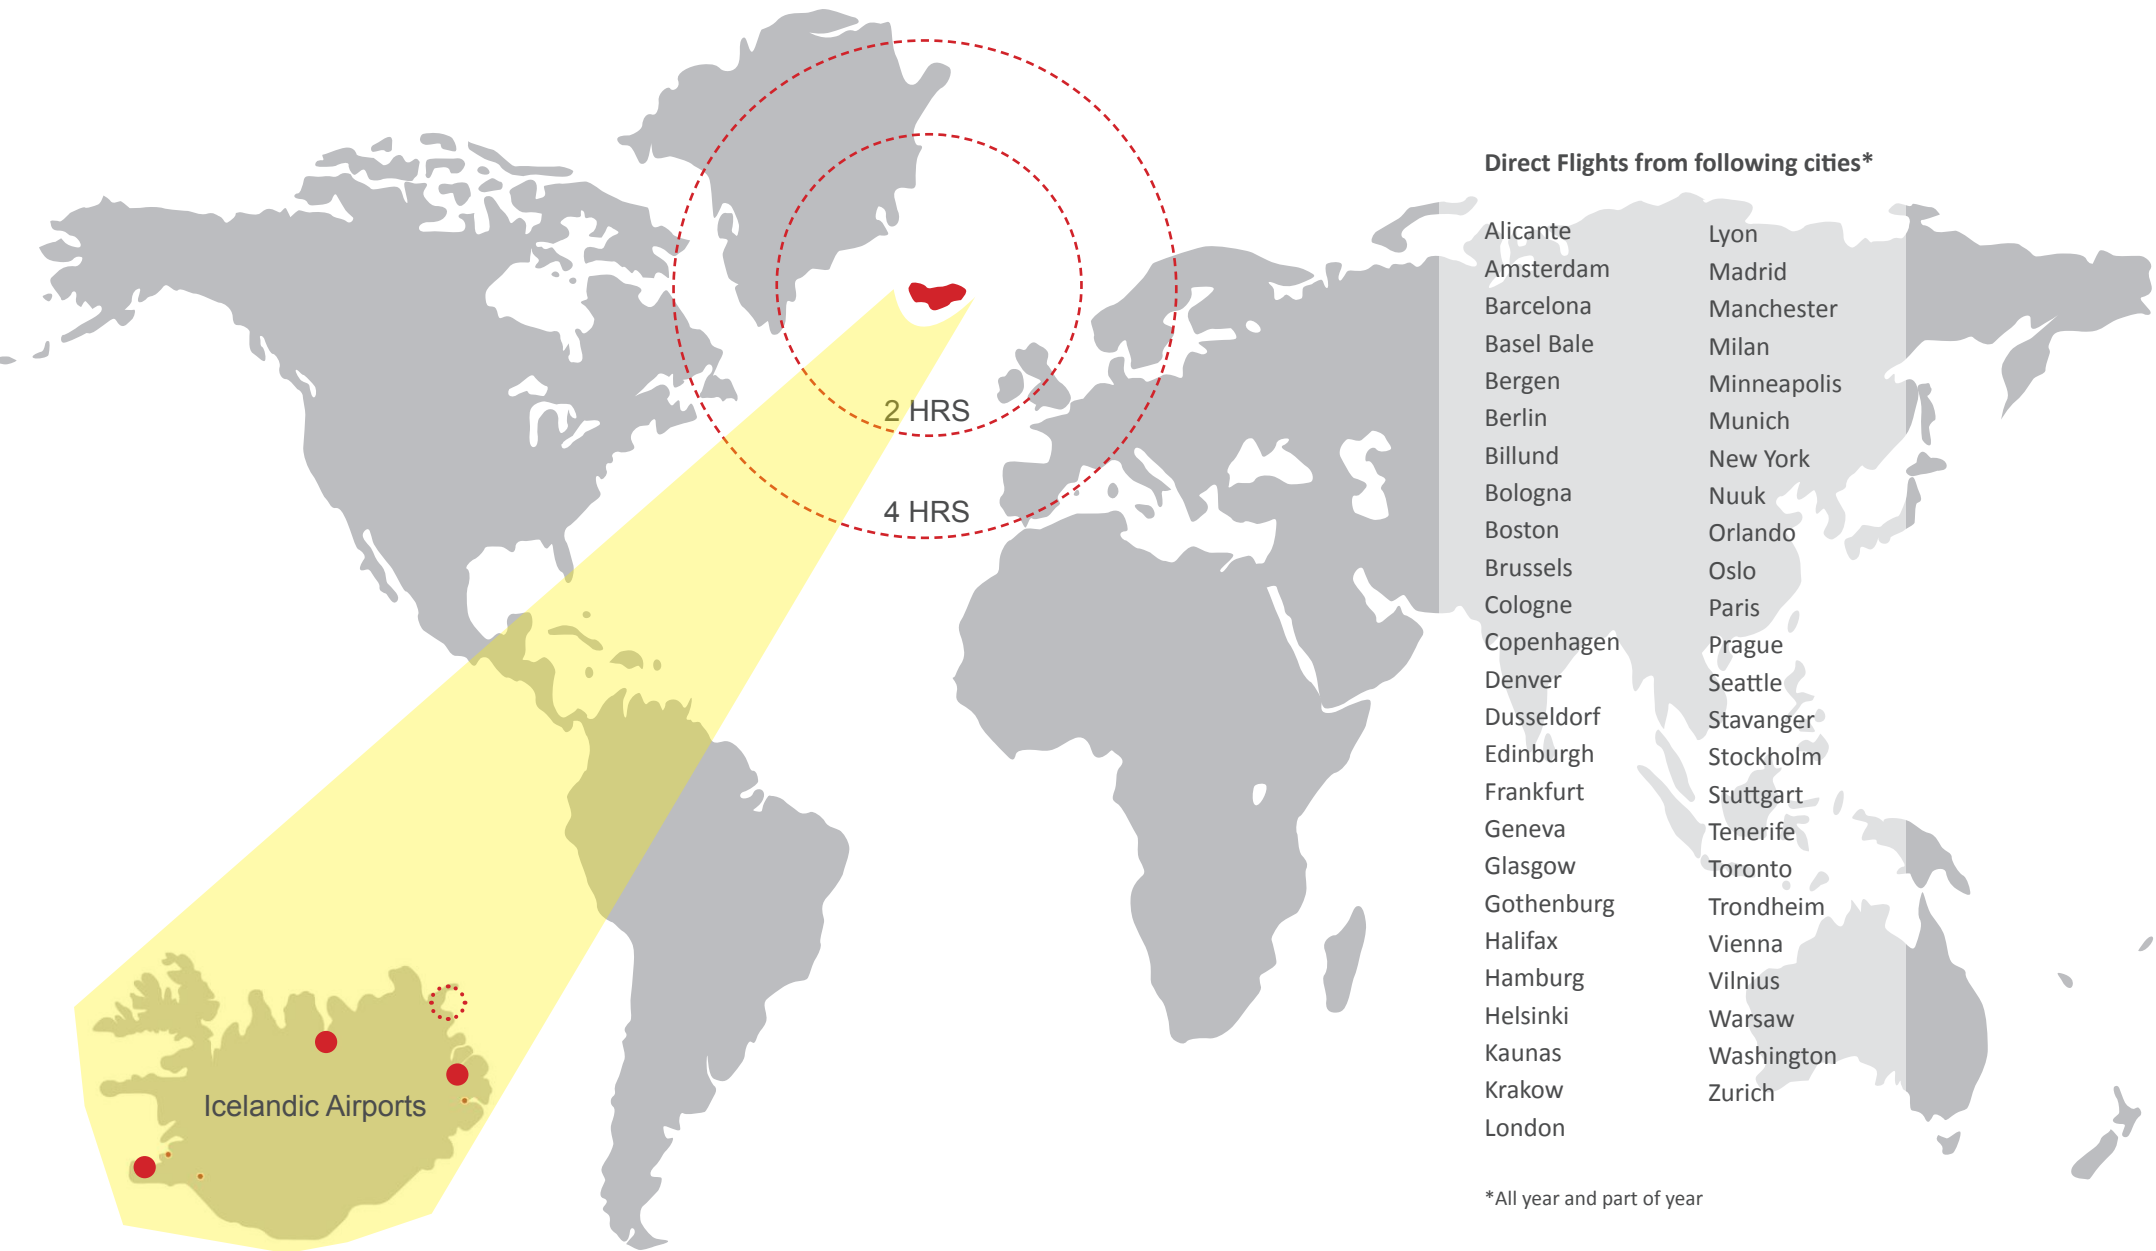 Direct Flights from following cities*
Alicante
Amsterdam
Barcelona
Basel Bale
Bergen
Berlin
Billund
Bologna
Boston
Brussels
Cologne
Copenhagen
Denver
Dusseldorf
Edinburgh
Frankfurt
Geneva
Glasgow
Gothenburg
Halifax
Hamburg
Helsinki
Kaunas
Krakow
London
Lyon
Madrid
Manchester
Milan
Minneapolis
Munich
New York
Nuuk
Orlando
Oslo
Paris
Prague
Seattle
Stavanger
Stockholm
Stuttgart
Tenerife
Toronto
Trondheim
Vienna
Vilnius
Warsaw
Washington
Zurich
*All year and part of year
2 HRS
4 HRS
Icelandic Airports